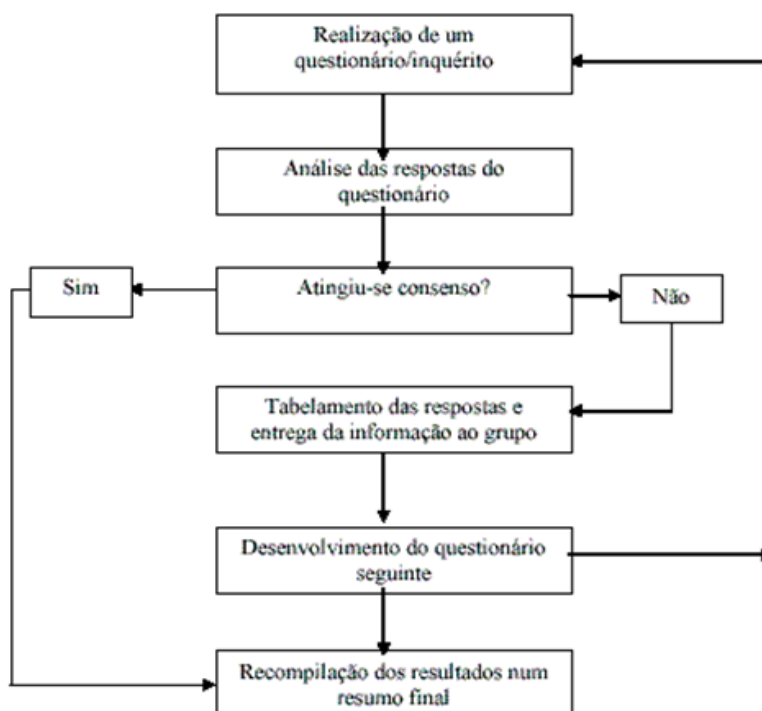 Realização de um
questionário/inquérito
Análise das respostas do
questionário
Sim
Atingiu-se consenso?
Não
Tabelamento das respostas e
entrega da informação ao grupo
Desenvolvimento do questionário
seguinte
Recompilação dos resultados num
resumo final